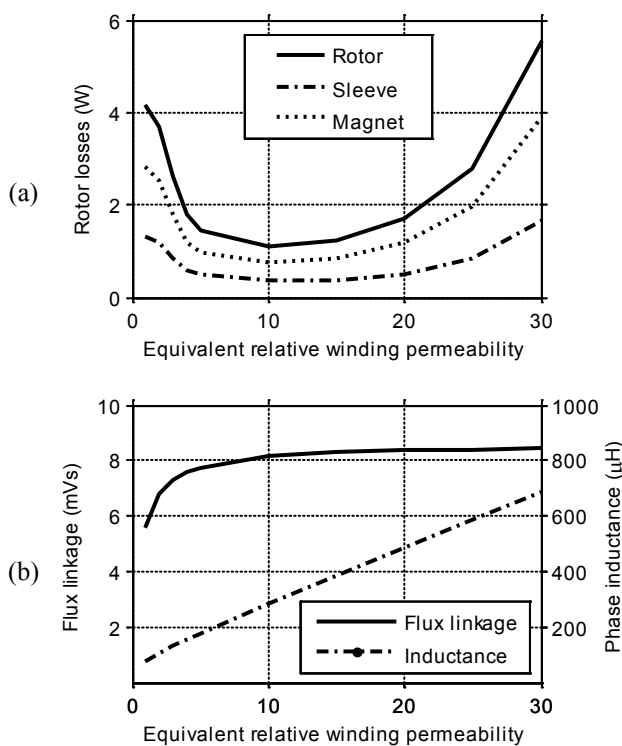 (a)
Rotor losses (W)
6
4
2
0
Rotor
Sleeve
Magnet
0 10 20 30
Equivalent relative winding permeability
(b)
Flux linkage (mVs)
10
8
6
4
2
Phase inductance (μH)
1000
800
600
400
200
Flux linkage
Inductance
0 10 20 30
Equivalent relative winding permeability